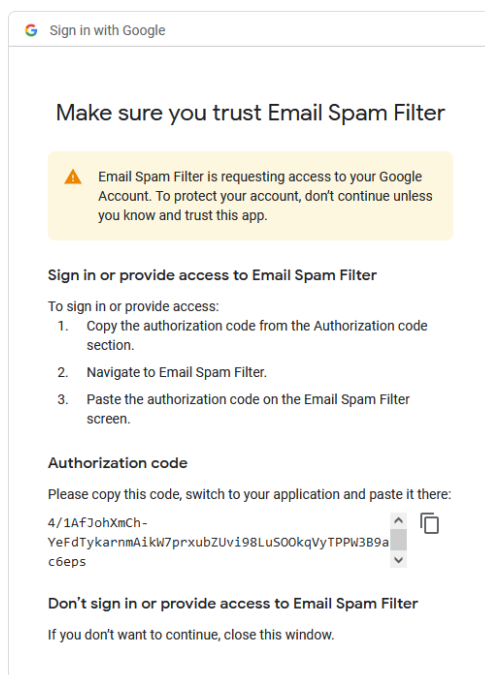 Sign in with Google
Make sure you trust Email Spam Filter
Email Spam Filter is requesting access to your Google
Account. To protect your account, don't continue unless
you know and trust this app.
Sign in or provide access to Email Spam Filter
To sign in or provide access:
1. Copy the authorization code from the Authorization code
section.
2. Navigate to Email Spam Filter.
3. Paste the authorization code on the Email Spam Filter
screen.
Authorization code
Please copy this code, switch to your application and paste it there:
4/1AfJohXmCh-
YeFdTykarnmAikW7prxubZUvi98LuSOOkqVyTPPW3B9a
c6eps
Don't sign in or provide access to Email Spam Filter
If you don't want to continue, close this window.